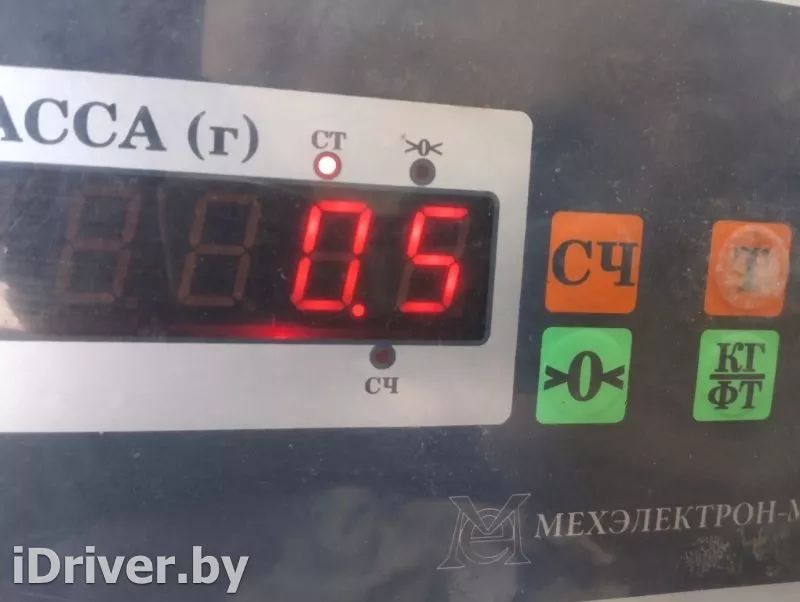 АССА (г)
СТ
>0<
0.5
СЧ
СЧ
Т
>0<
КГ
ФТ
МЕХЭЛЕКТРОН-М
iDriver.by